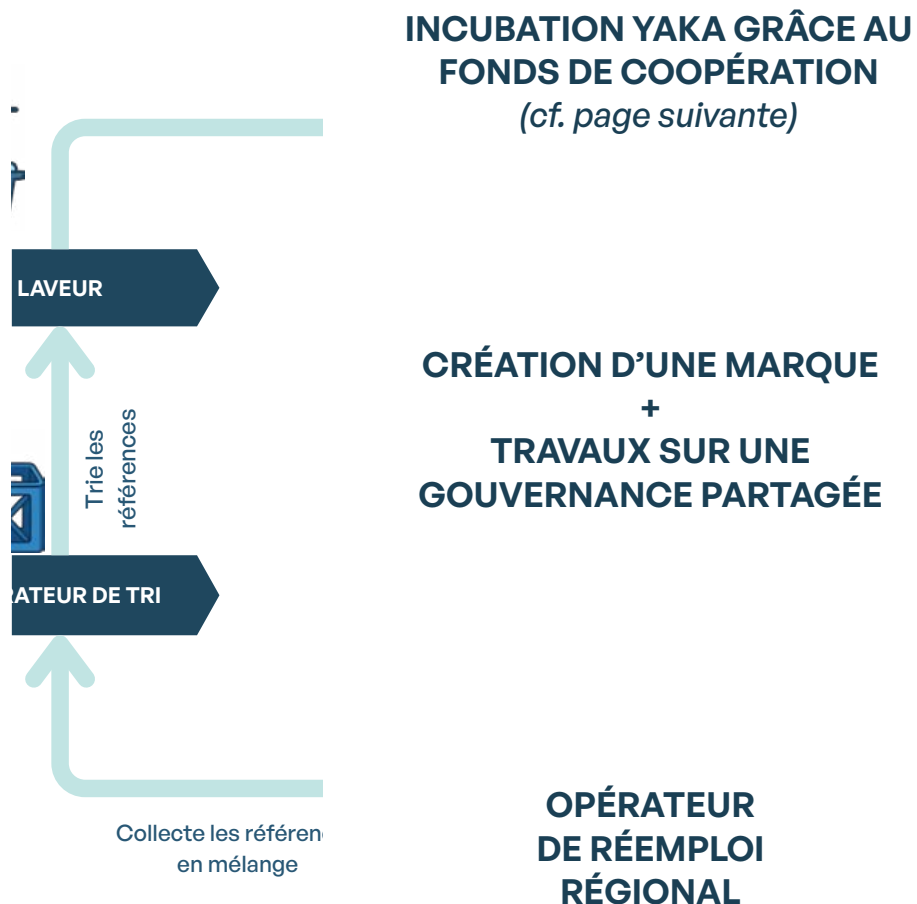 INCUBATION YAKA GRÂCE AU
FONDS DE COOPÉRATION
(cf. page suivante)
LAVEUR
CRÉATION D’UNE MARQUE
+
TRAVAUX SUR UNE
GOUVERNANCE PARTAGÉE
Trie les
références
RATEUR DE TRI
Collecte les référen
en mélange
OPÉRATEUR
DE RÉEMPLOI
RÉGIONAL